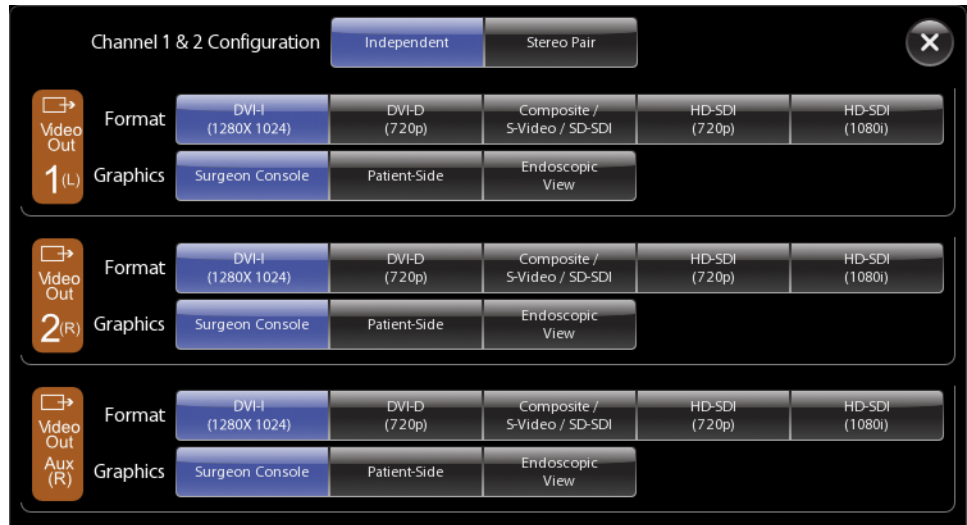 Channel 1 & 2 Configuration Independent Stereo Pair
Video Out 1 (L)
Format DVI-I (1280X 1024) DVI-D (720p) Composite / S-Video / SD-SDI HD-SDI (720p) HD-SDI (1080i)
Graphics Surgeon Console Patient-Side Endoscopic View
Video Out 2 (R)
Format DVI-I (1280X 1024) DVI-D (720p) Composite / S-Video / SD-SDI HD-SDI (720p) HD-SDI (1080i)
Graphics Surgeon Console Patient-Side Endoscopic View
Video Out Aux (R)
Format DVI-I (1280X 1024) DVI-D (720p) Composite / S-Video / SD-SDI HD-SDI (720p) HD-SDI (1080i)
Graphics Surgeon Console Patient-Side Endoscopic View